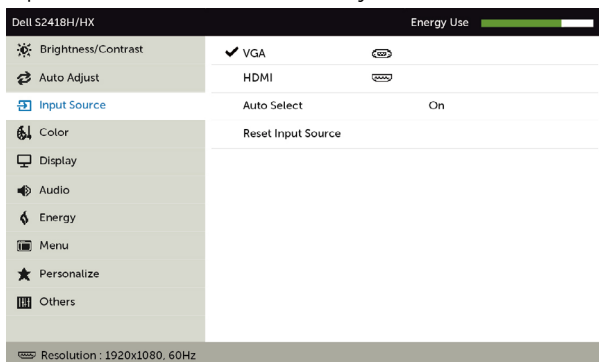 Dell S2418H/HX Energy Use
Brightness/Contrast
VGA
Auto Adjust
HDMI
Input Source
Auto Select On
Color
Reset Input Source
Display
Audio
Energy
Menu
Personalize
Others
Resolution : 1920x1080, 60Hz